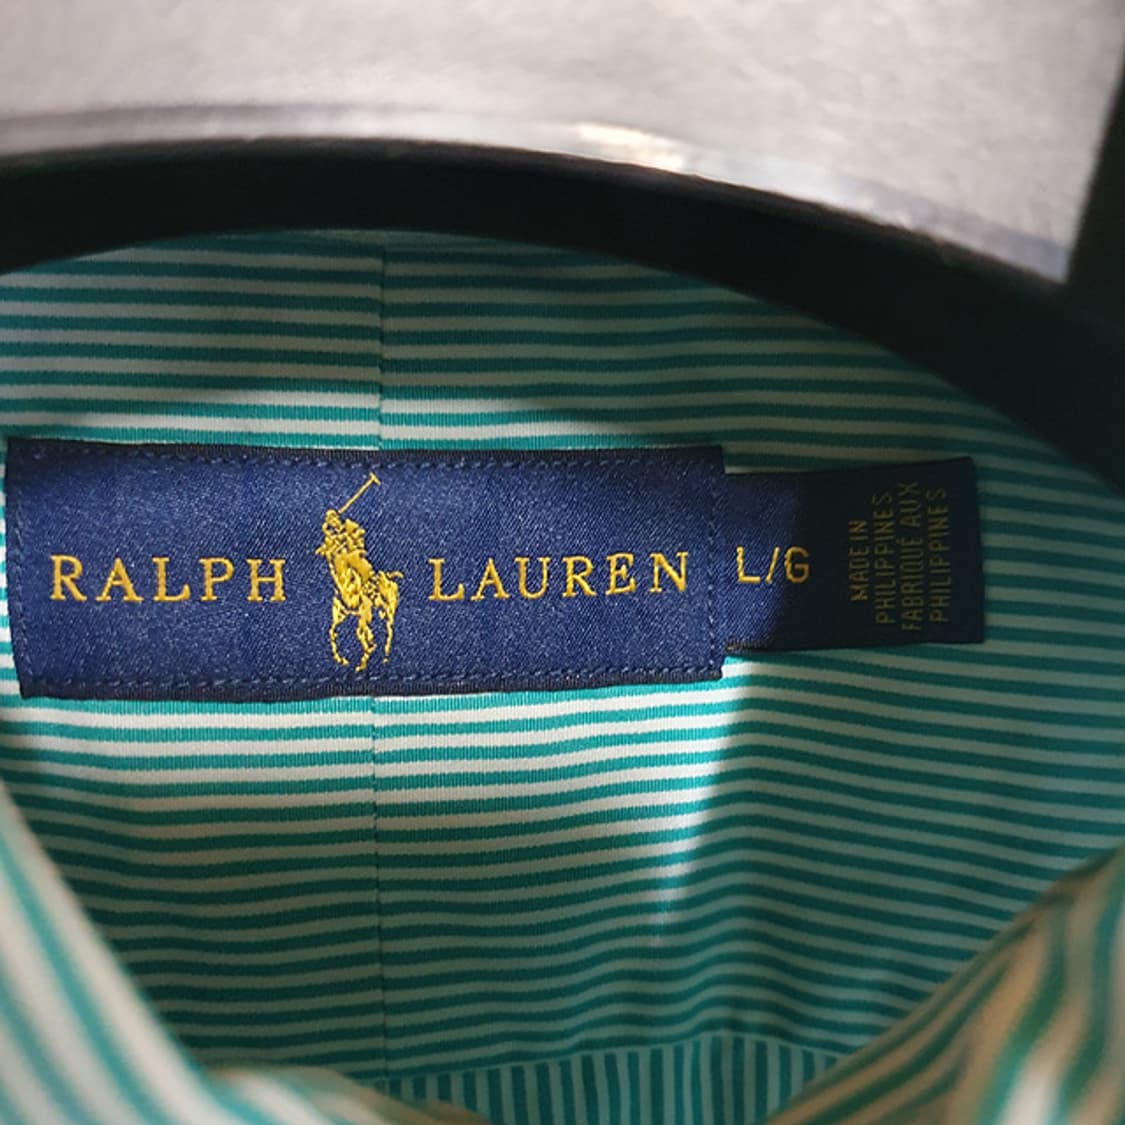 RALPH LAUREN
L/G
MADE IN
PHILIPPINES
FABRIQUÉ AUX
PHILIPPINES